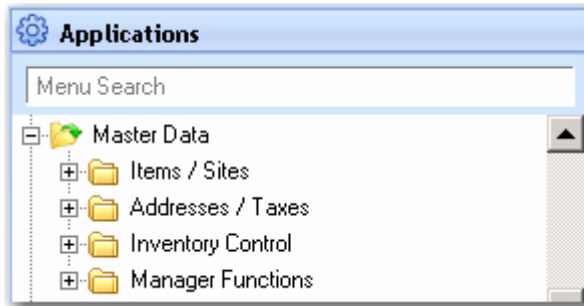 Applications
Menu Search
Master Data
Items / Sites
Addresses / Taxes
Inventory Control
Manager Functions